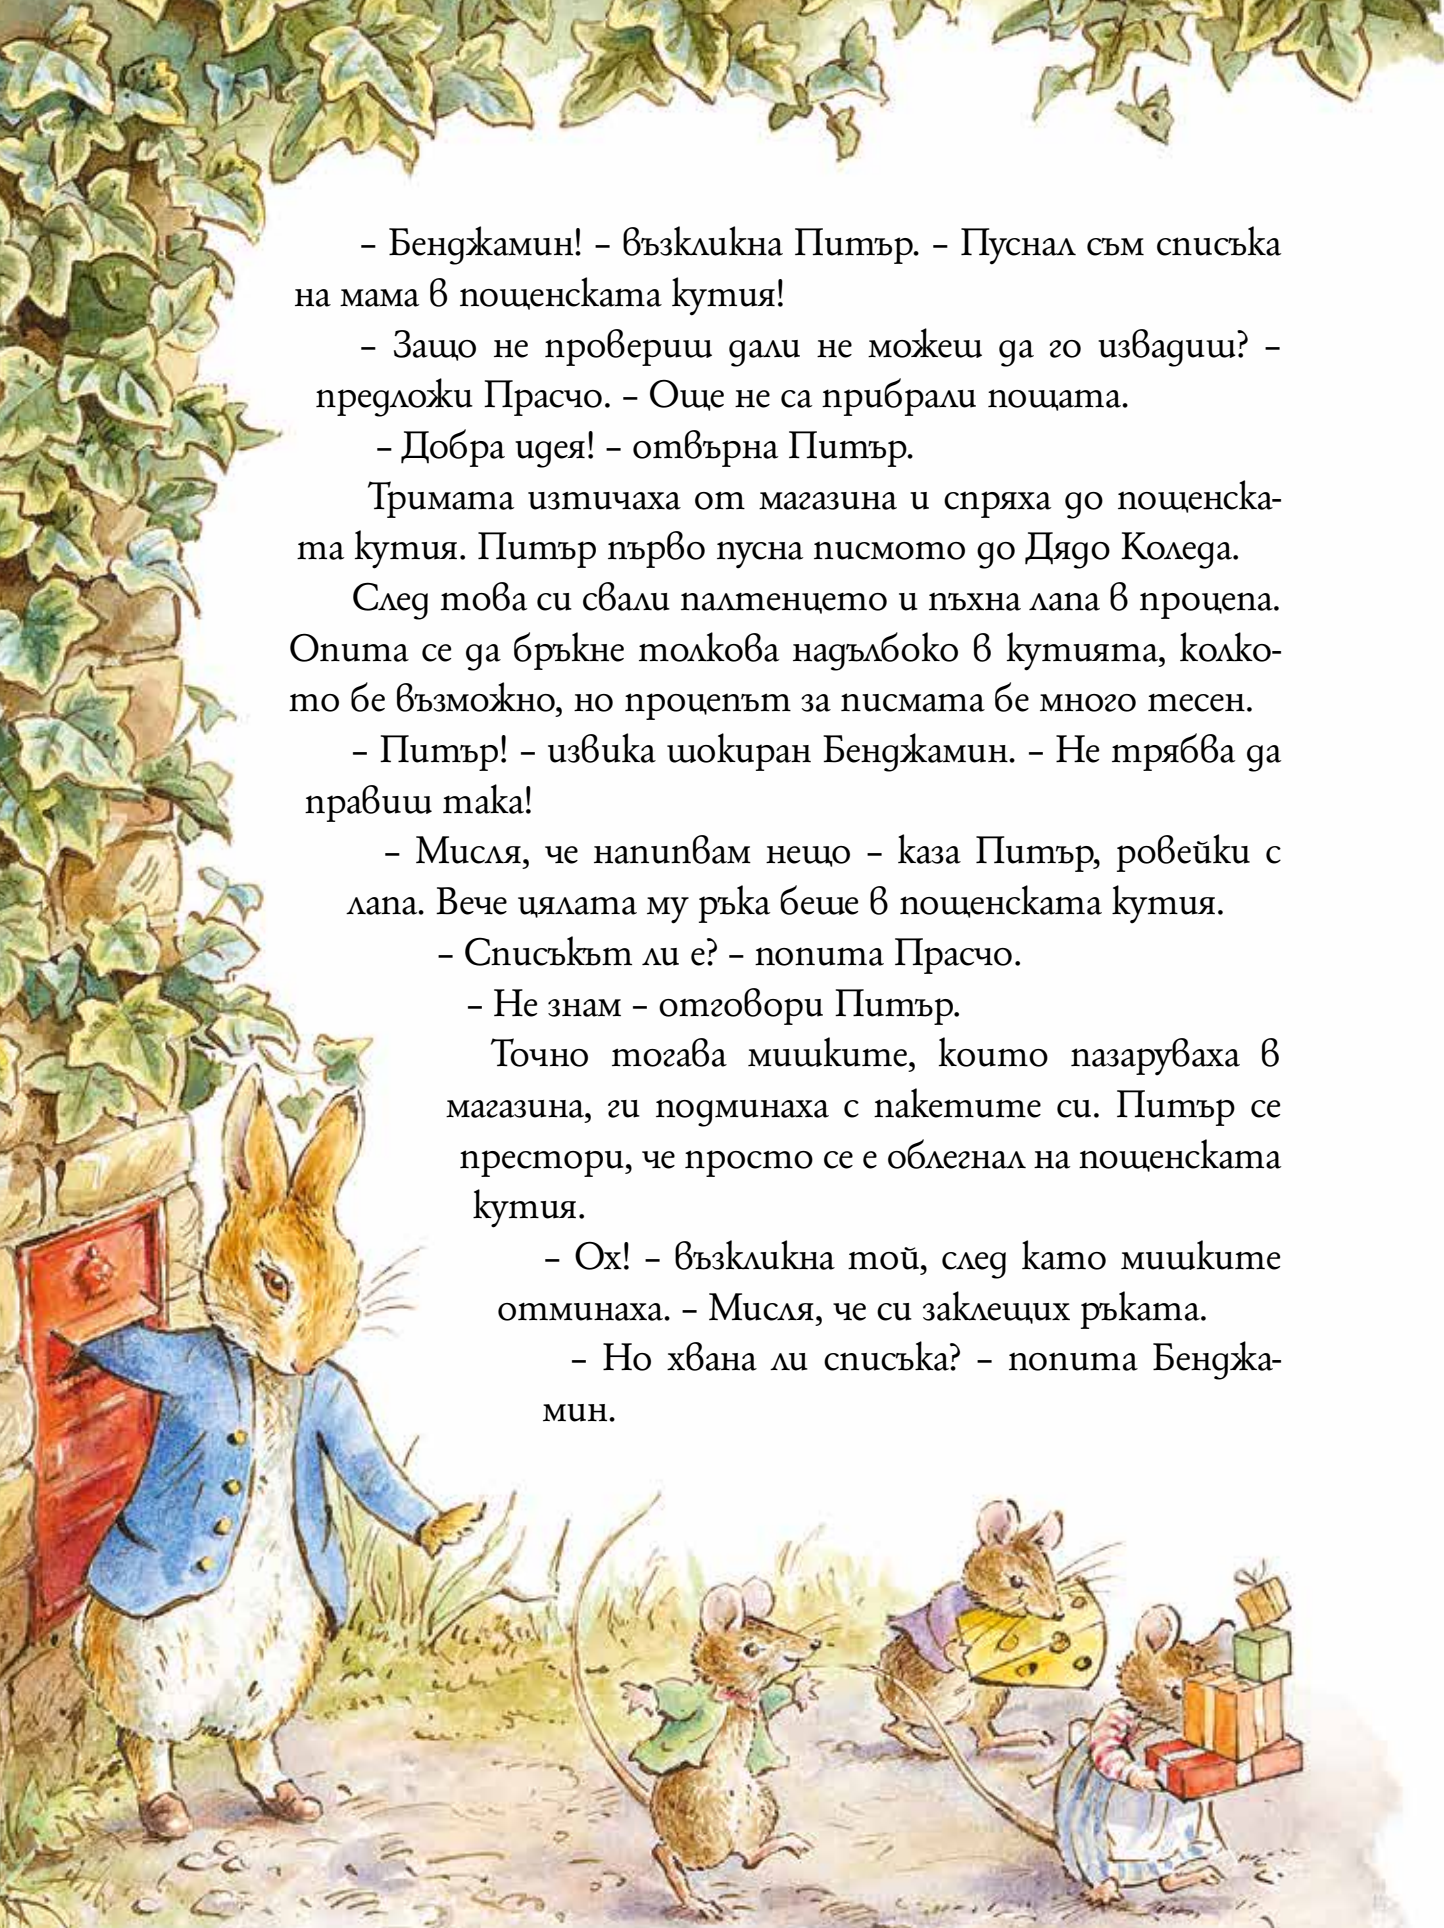 – Бенджамин! – възкликна Питър. – Пуснал съм списъка
на мама в пощенската кутия!
– Защо не провериш дали не можеш да го извадиш? –
предложи Прасчо. – Още не са прибрали пощата.
– Добра идея! – отвърна Питър.
Тримата изтичаха от магазина и спряха до пощенска-
та кутия. Питър първо пусна писмото до Дядо Коледа.
След това си свали палтенцето и пъхна лапа в процепа.
Опита се да бръкне толкова надълбоко в кутията, колко-
то бе възможно, но процепът за писмата бе много тесен.
– Питър! – извика шокиран Бенджамин. – Не трябва да
правиш така!
– Мисля, че напипвам нещо – каза Питър, ровейки с
лапа. Вече цялата му ръка беше в пощенската кутия.
– Списъкът ли е? – попита Прасчо.
– Не знам – отговори Питър.
Точно тогава мишките, които пазаруваха в
магазина, ги подминаха с пакетите си. Питър се
престори, че просто се е облегнал на пощенската
кутия.
– Ох! – възкликна той, след като мишките
отминаха. – Мисля, че си заклещих ръката.
– Но хвана ли списъка? – попита Бенджа-
мин.